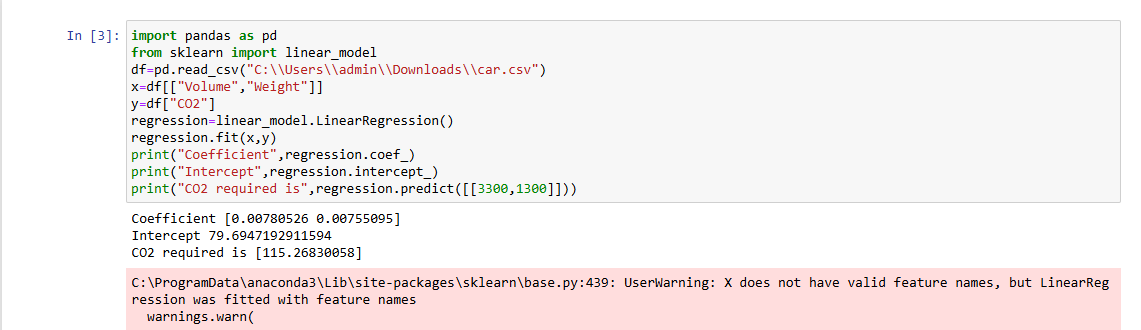 In [3]: import pandas as pd
from sklearn import linear_model
df=pd.read_csv("C:\\Users\\admin\\Downloads\\car.csv")
x=df[["Volume","Weight"]]
y=df["CO2"]
regression=linear_model.LinearRegression()
regression.fit(x,y)
print("Coefficient",regression.coef_)
print("Intercept",regression.intercept_)
print("CO2 required is",regression.predict([[3300,1300]]))
Coefficient [0.00780526 0.00755095]
Intercept 79.6947192911594
CO2 required is [115.26830058]
C:\ProgramData\anaconda3\Lib\site-packages\sklearn\base.py:439: UserWarning: X does not have valid feature names, but LinearReg
ression was fitted with feature names
  warnings.warn(